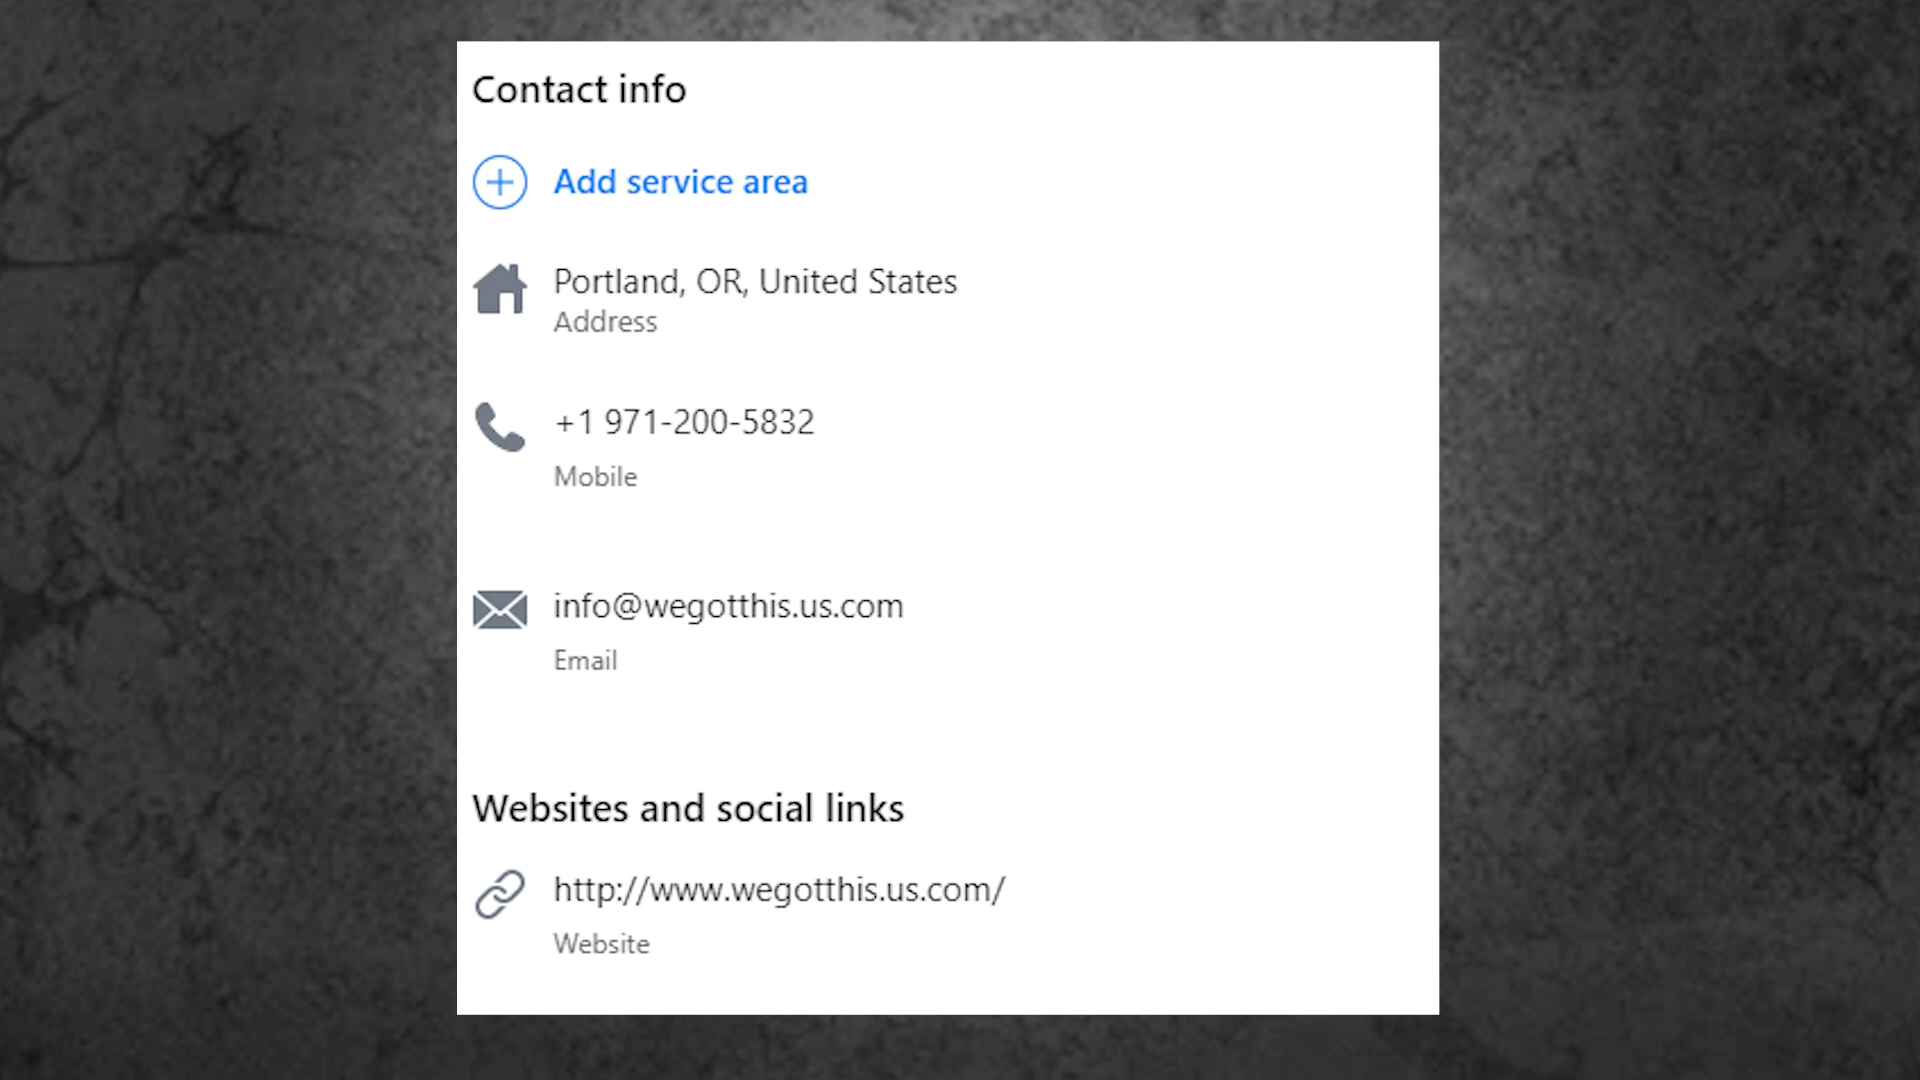 Contact info
Add service area
Portland, OR, United States
Address
+1 971-200-5832
Mobile
info@wegotthis.us.com
Email
Websites and social links
http://www.wegotthis.us.com/
Website